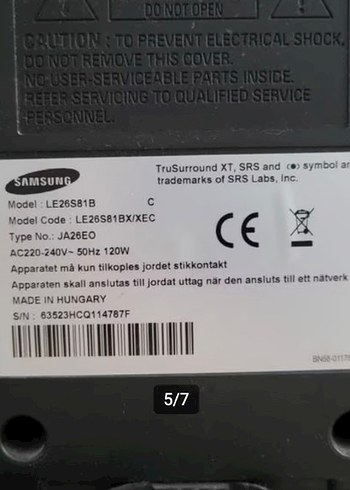 DO NOT OPEN
CAUTION : TO PREVENT ELECTRICAL SHOCK,
DO NOT REMOVE THIS COVER.
NO USER-SERVICEABLE PARTS INSIDE.
REFER SERVICING TO QUALIFIED SERVICE
PERSONNEL.
TruSurround XT, SRS and (●) symbol ar
trademarks of SRS Labs, Inc.
SAMSUNG
Model : LE26S81B C
Model Code : LE26S81BX/XEC
Type No.: JA26EO
AC220-240V~ 50Hz 120W
CE
Apparatet må kun tilkoples jordet stikkontakt
Apparaten skall anslutas till jordat uttag när den ansluts till ett nätverk
MADE IN HUNGARY
S/N : 63523HCQ114787F
5/7